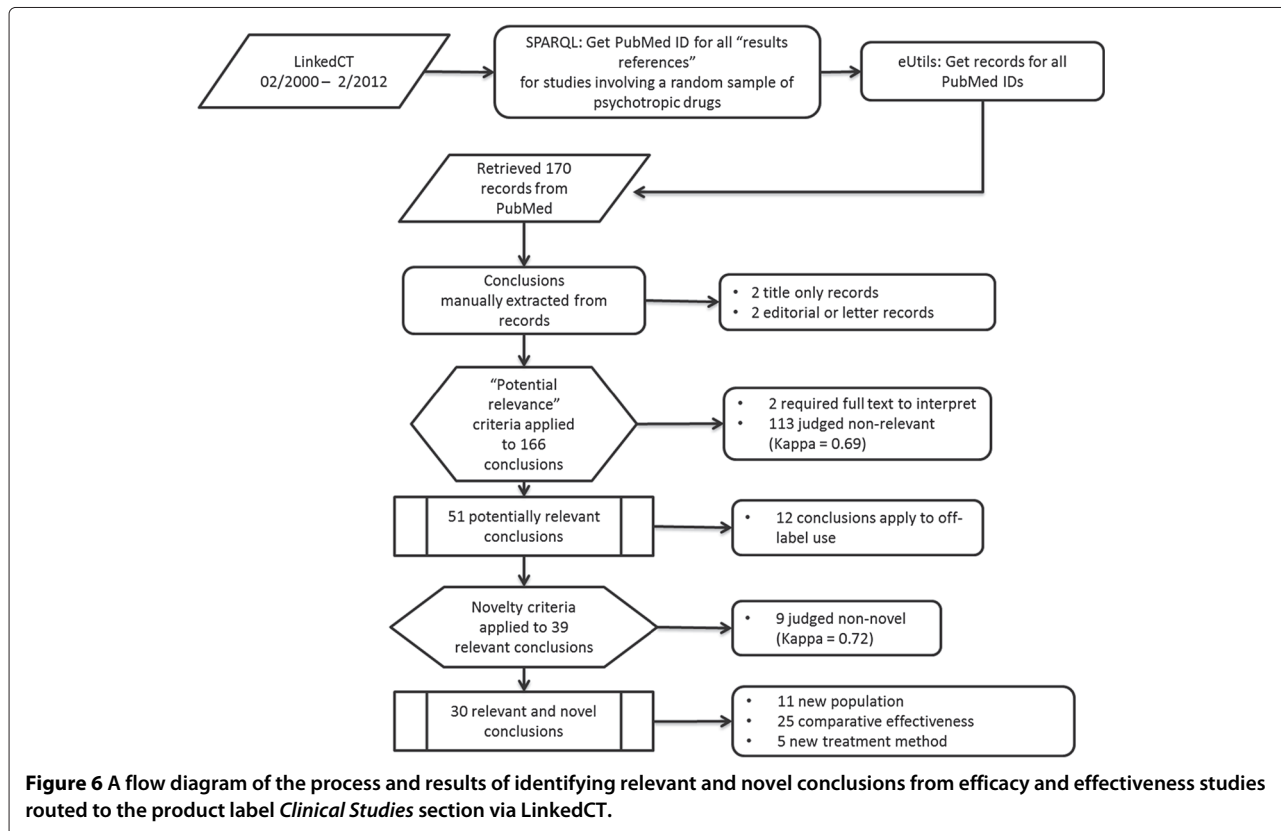 LinkedCT
02/2000 – 2/2012
SPARQL: Get PubMed ID for all “results
references”
for studies involving a random sample of
psychotropic drugs
eUtils: Get records for all
PubMed IDs
Retrieved 170
records from
PubMed
Conclusions
manually extracted from
records
• 2 title only records
• 2 editorial or letter records
“Potential
relevance”
criteria applied
to 166
conclusions
• 2 required full text to interpret
• 113 judged non-relevant
(Kappa = 0.69)
51 potentially relevant
conclusions
• 12 conclusions apply to off-
label use
Novelty criteria
applied to 39
relevant conclusions
• 9 judged non-novel
(Kappa = 0.72)
30 relevant and novel
conclusions
• 11 new population
• 25 comparative effectiveness
• 5 new treatment method
Figure 6 A flow diagram of the process and results of identifying relevant and novel conclusions from efficacy and effectiveness studies
routed to the product label Clinical Studies section via LinkedCT.